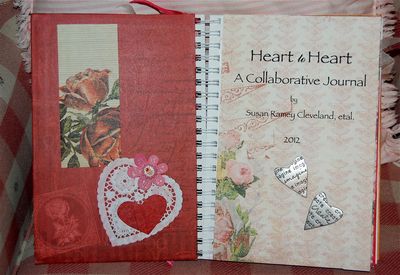 Heart to Heart
A Collaborative Journal
by
Susan Ramey Cleveland, etal.
2012